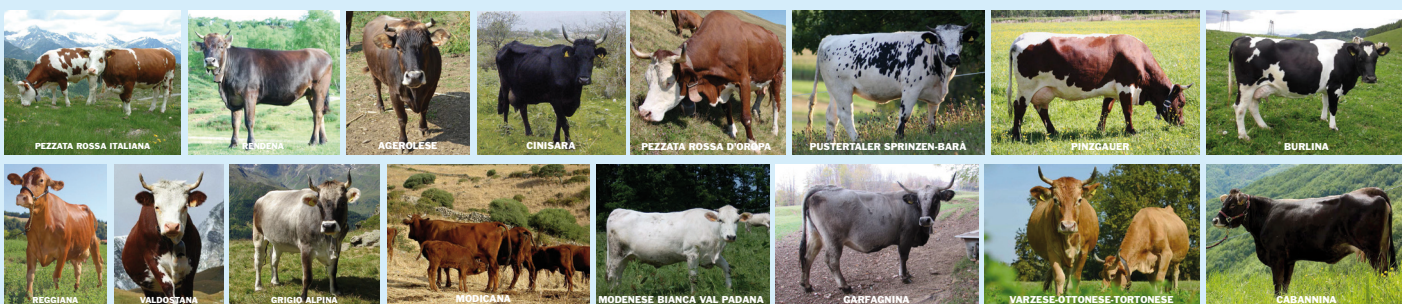 PEZZATA ROSSA ITALIANA
RENDENA
AGEROLESE
CINISARA
PEZZATA ROSSA D'OROPA
PUSTERTALER SPRINZEN-BARÀ
PINZGAUER
BURLINA
REGGIANA
VALDOSTANA
GRIGIO ALPINA
MODICANA
MODENESE BIANCA VAL PADANA
GARFAGNINA
VARZESE-OTTONESE-TORTONESE
CABANNINA